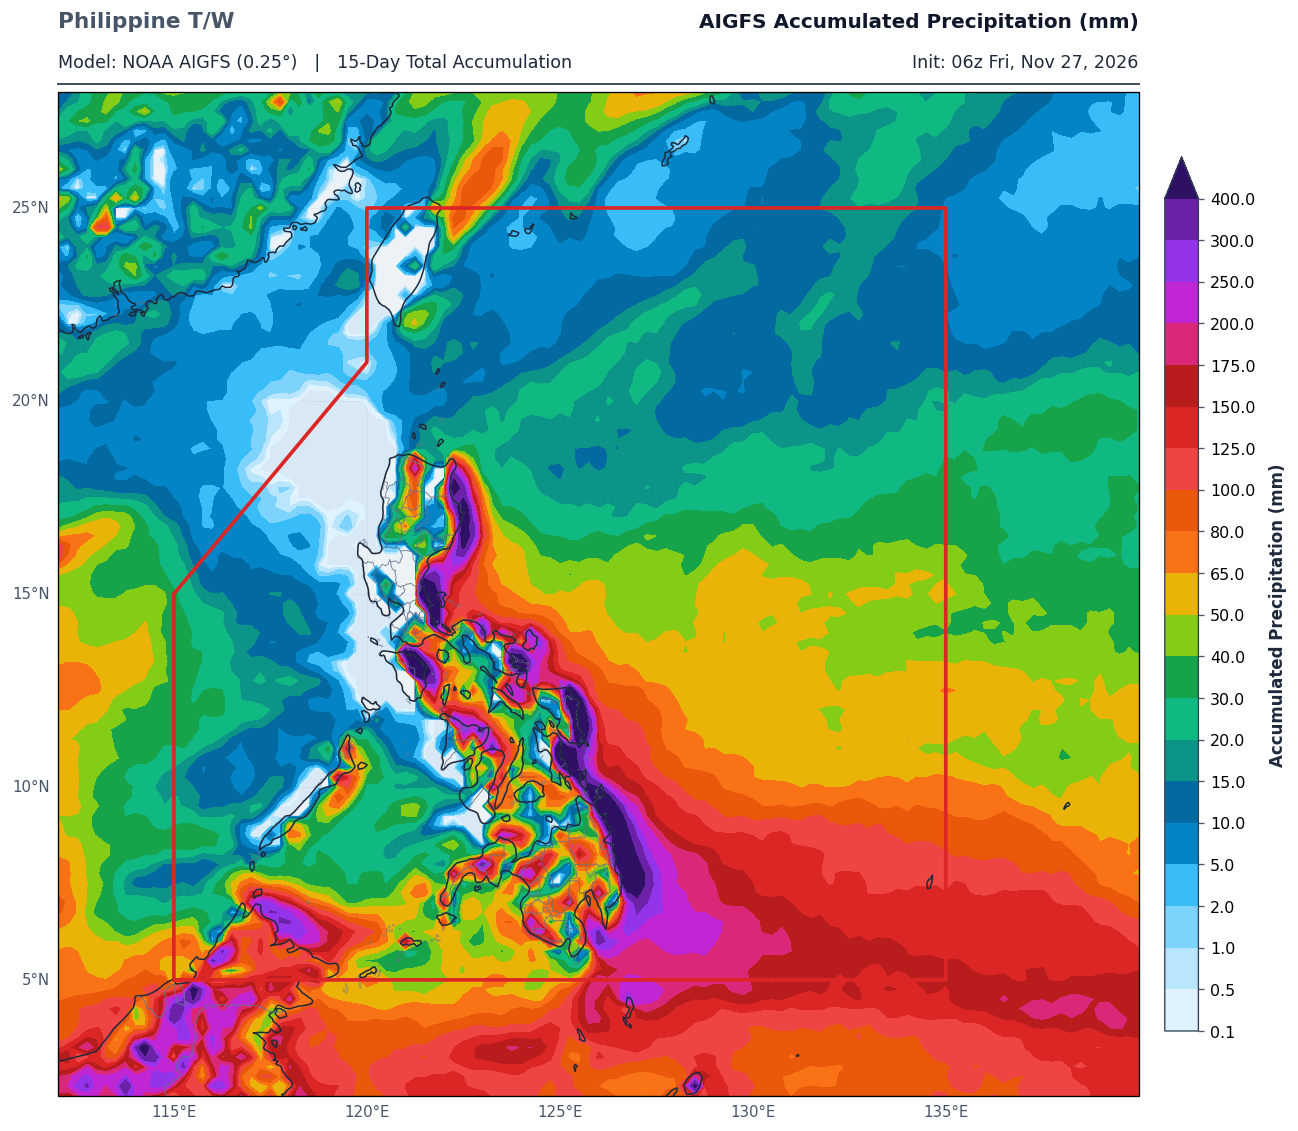 Philippine T/W
AIGFS Accumulated Precipitation (mm)
Model: NOAA AIGFS (0.25°) | 15-Day Total Accumulation
Init: 06z Fri, Nov 27, 2026
25°N
20°N
15°N
10°N
5°N
115°E
120°E
125°E
130°E
135°E
400.0
300.0
250.0
200.0
175.0
150.0
125.0
100.0
80.0
65.0
50.0
40.0
30.0
20.0
15.0
10.0
5.0
2.0
1.0
0.5
0.1
Accumulated Precipitation (mm)